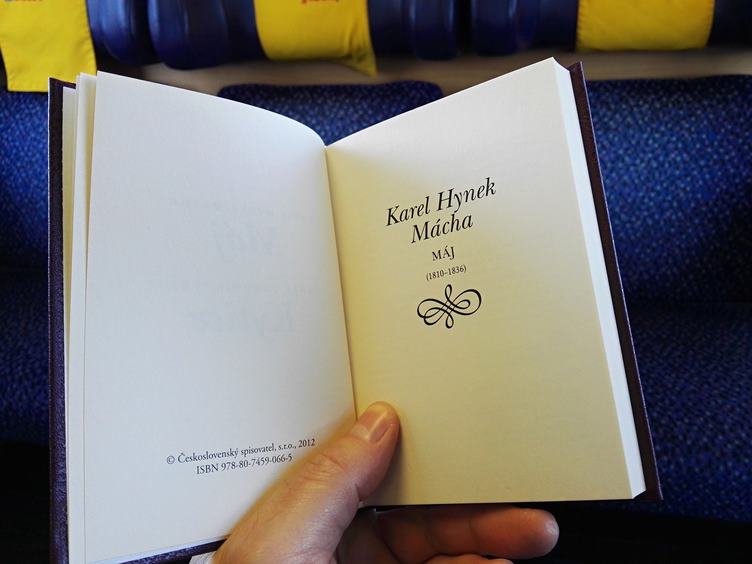 © Československý spisovatel, s.r.o., 2012
ISBN 978-80-7459-066-5
Karel Hynek
Mácha
MÁJ
(1810–1836)